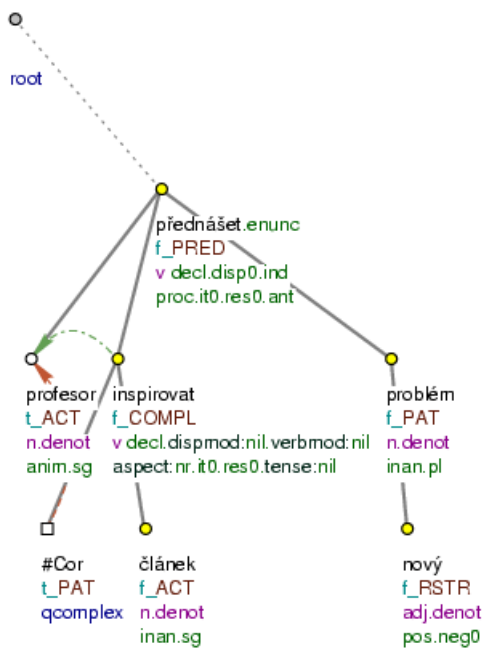 root
přednášet.enunc
f_PRED
v decl.disp0.ind
proc.it0.res0.ant
profesor
t_ACT
n.denot
anim.sg
inspirovat
f_COMPL
v decl.dispmod:nil.verbmod:nil
aspect:nr.it0.res0.tense:nil
problém
f_PAT
n.denot
inan.pl
#Cor
t_PAT
qcomplex
článek
f_ACT
n.denot
inan.sg
nový
f_RSTR
adj.denot
pos.neg0